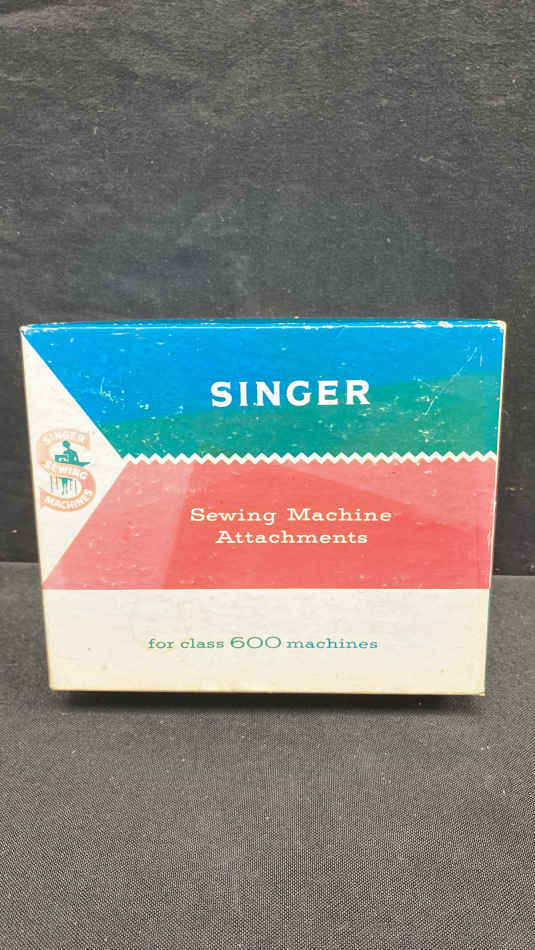 SINGER
SINGER
SEWING
MACHINES
Sewing Machine
Attachments
for class 600 machines